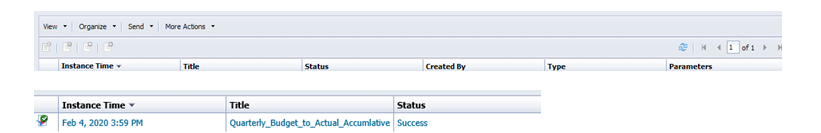 View Organize Send More Actions
1 of 1
Instance Time Title Status Created By Type Parameters
Instance Time Title Status
Feb 4, 2020 3:59 PM Quarterly_Budget_to_Actual_Accumlative Success